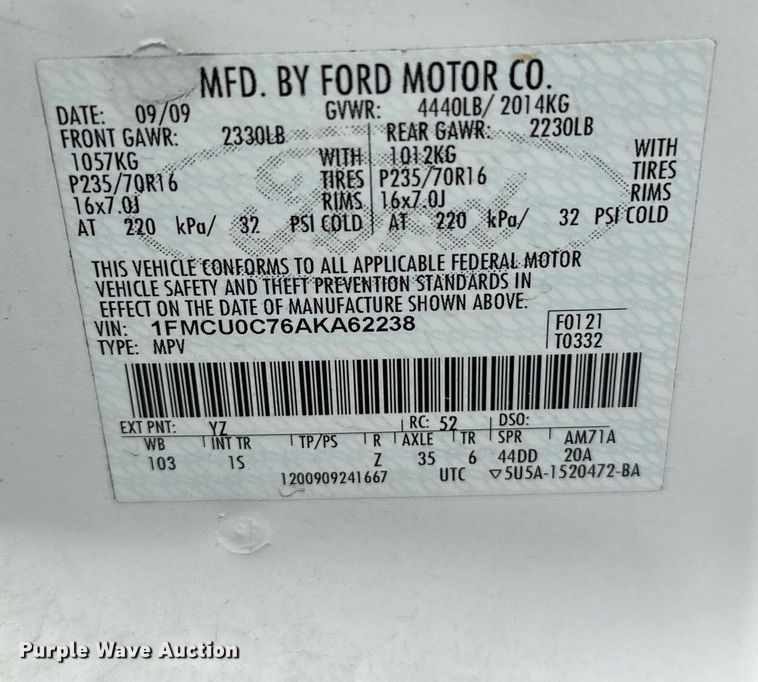 MFD. BY FORD MOTOR CO.
DATE: 09/09 GVWR: 4440LB/ 2014KG
FRONT GAWR: 2330LB REAR GAWR: 2230LB
1057KG WITH 1012KG WITH
P235/70R16 TIRES P235/70R16 TIRES
16x7.0J RIMS 16x7.0J RIMS
AT 220 kPa/ 32 PSI COLD AT 220 kPa/ 32 PSI COLD
THIS VEHICLE CONFORMS TO ALL APPLICABLE FEDERAL MOTOR
VEHICLE SAFETY AND THEFT PREVENTION STANDARDS IN
EFFECT ON THE DATE OF MANUFACTURE SHOWN ABOVE.
VIN: 1FMCU0C76AKA62238 F0121
TYPE: MPV T0332
EXT PNT: YZ RC: 52 DSO:
WB INT TR TP/PS R AXLE TR SPR AM71A
103 1S Z 35 6 44DD 20A
1200909241667 UTC ▽5U5A-1520472-BA
Purple Wave Auction